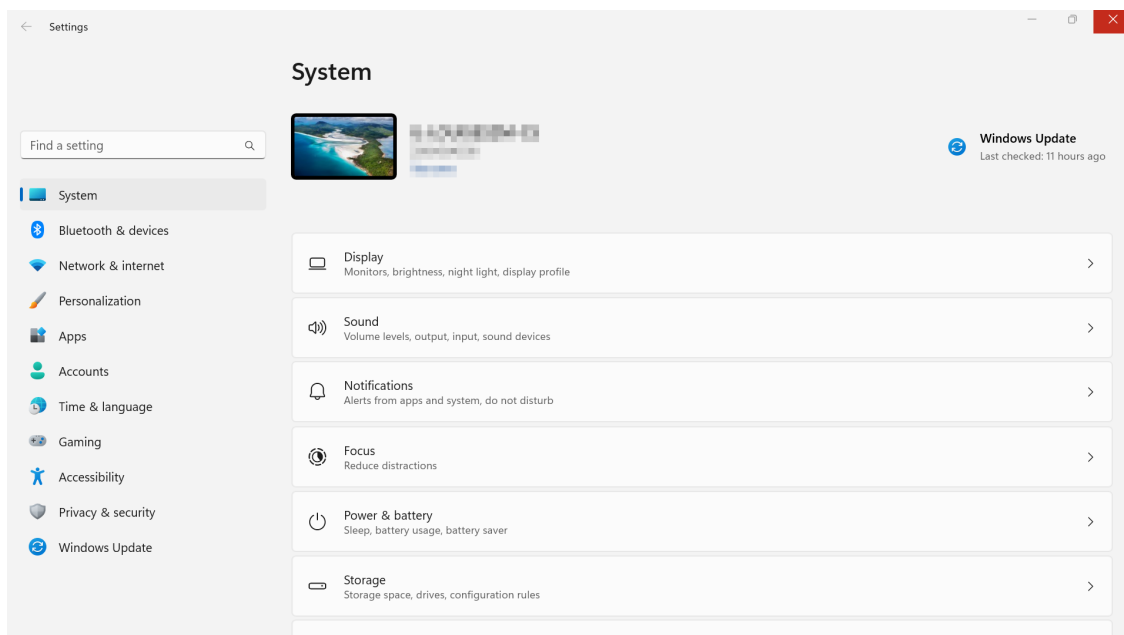 Settings
System
Find a setting
Windows Update
Last checked: 11 hours ago
System
Bluetooth & devices
Network & internet
Personalization
Apps
Accounts
Time & language
Gaming
Accessibility
Privacy & security
Windows Update
Display
Monitors, brightness, night light, display profile
Sound
Volume levels, output, input, sound devices
Notifications
Alerts from apps and system, do not disturb
Focus
Reduce distractions
Power & battery
Sleep, battery usage, battery saver
Storage
Storage space, drives, configuration rules